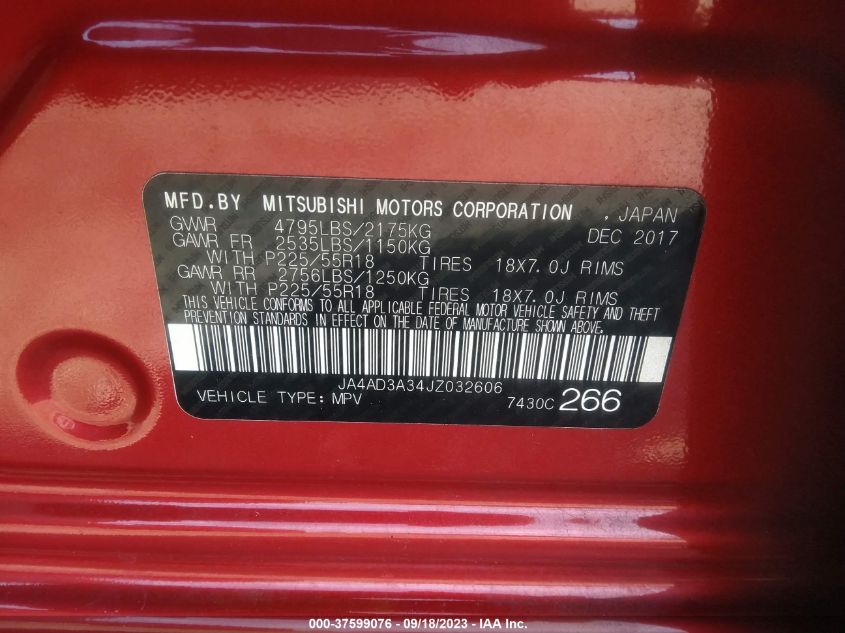 MFD.BY MITSUBISHI MOTORS CORPORATION , JAPAN
GVWR 4795LBS/2175KG DEC 2017
GAWR FR 2535LBS/1150KG
WITH P225/55R18 TIRES 18X7.0J RIMS
GAWR RR 2756LBS/1250KG
WITH P225/55R18 TIRES 18X7.0J RIMS
THIS VEHICLE CONFORMS TO ALL APPLICABLE FEDERAL MOTOR VEHICLE SAFETY AND THEFT
PREVENTION STANDARDS IN EFFECT ON THE DATE OF MANUFACTURE SHOWN ABOVE.
JA4AD3A34JZ032606
VEHICLE TYPE: MPV 7430C 266
000-37599076 - 09/18/2023 - IAA Inc.